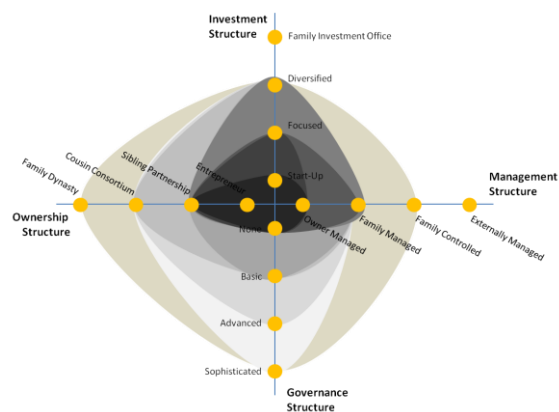 Investment
Structure
Family Investment Office
Diversified
Focused
Start-Up
Entrepreneur
Sibling Partnership
Cousin Consortium
Family Dynasty
Ownership
Structure
Management
Structure
Owner Managed
Family Managed
Family Controlled
Externally Managed
None
Basic
Advanced
Sophisticated
Governance
Structure